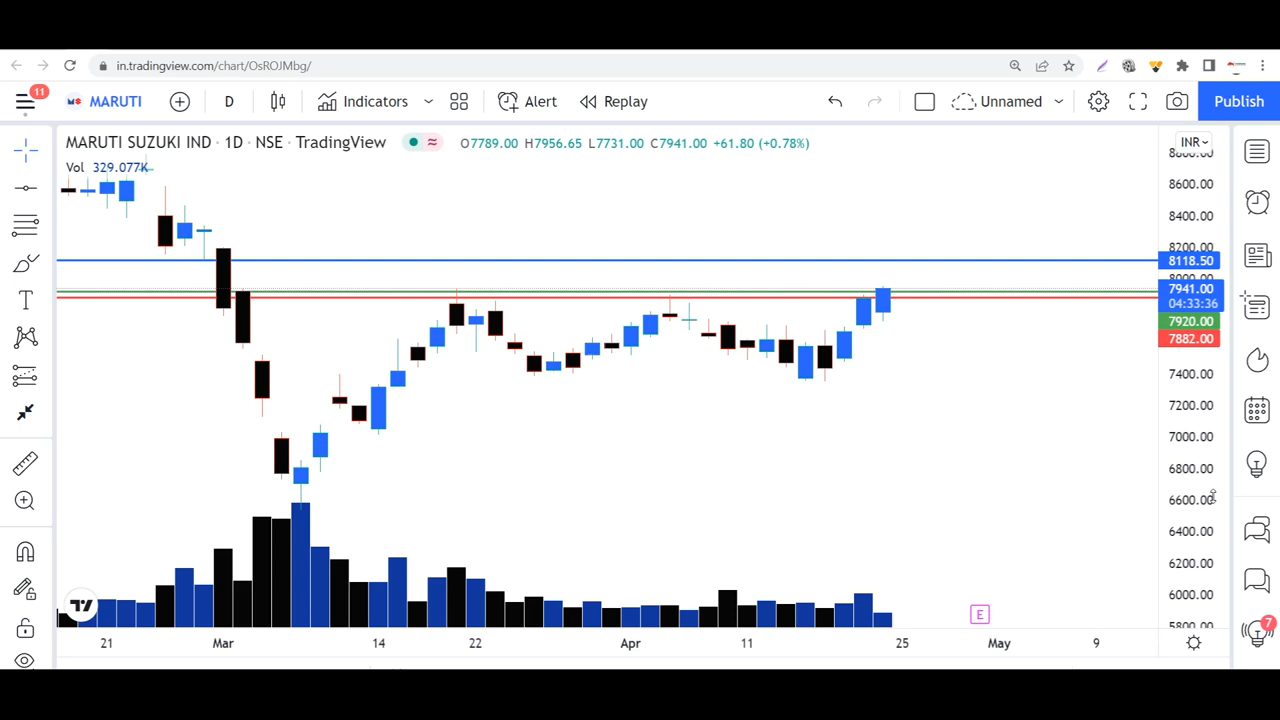 in.tradingview.com/chart/OsROJMbg/
11
MARUTI
D
Indicators
Alert
Replay
Unnamed
Publish
MARUTI SUZUKI IND · 1D · NSE · TradingView
O7789.00 H7956.65 L7731.00 C7941.00 +61.80 (+0.78%)
INR
Vol 329.077K
8600.00
8400.00
8200.00
8118.50
7941.00
04:33:36
7920.00
7882.00
7400.00
7200.00
7000.00
6800.00
6600.00
6400.00
6200.00
6000.00
5800.00
E
7
21 Mar 14 22 Apr 11 25 May 9